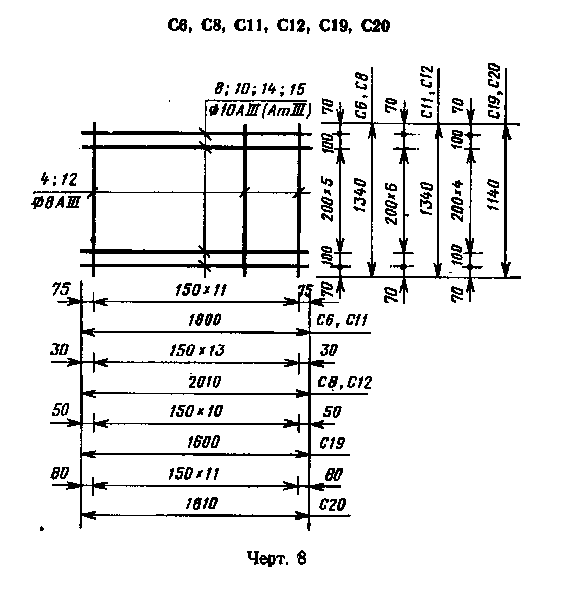 С6, С8, С11, С12, С19, С20
8; 10; 14; 15
Ф10АIII (АтIII)
4; 12
Ф8АIII
70
100
200×5
100
70
1340
С6, С8
70
200×6
70
1340
С11, С12
70
100
200×4
100
70
1140
С19, С20
75 150×11 75
1800 С6, С11
30 150×13 30
2010 С8, С12
50 150×10 50
1600 С19
80 150×11 80
1810 С20
Черт. 8